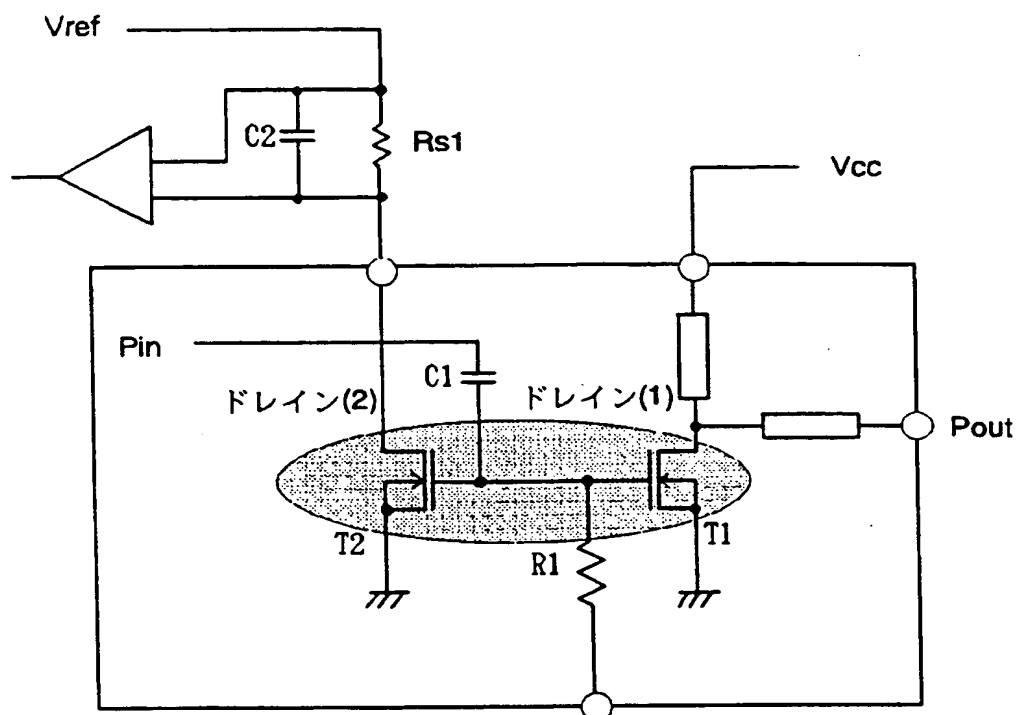 Vref
C2
Rs1
Vcc
Pin
C1
ドレイン(2)
ドレイン(1)
Pout
T2
R1
T1